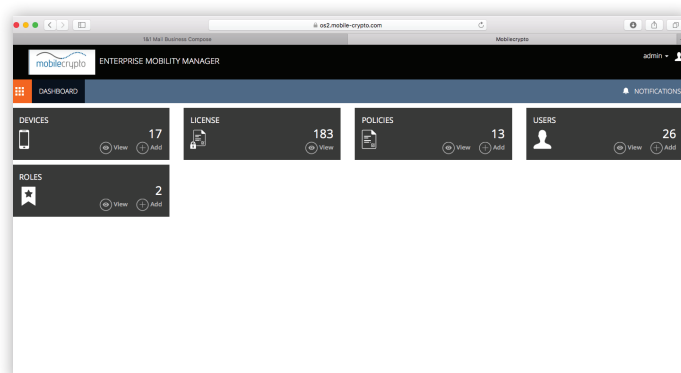 os2.mobile-crypto.com
1&1 Mail Business Compose
Mobilecrypto
mobilecrypto
ENTERPRISE MOBILITY MANAGER
admin
DASHBOARD
NOTIFICATIONS
DEVICES
17
View
Add
LICENSE
183
View
POLICIES
13
View
Add
USERS
26
View
Add
ROLES
2
View
Add